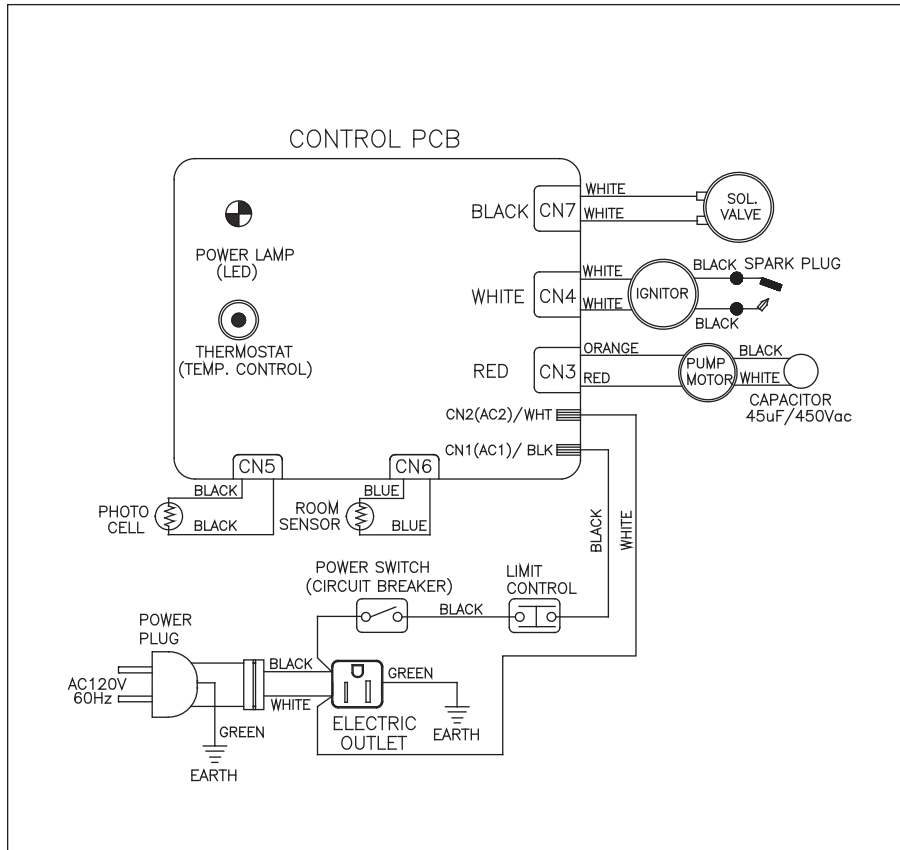 CONTROL PCB
POWER LAMP
(LED)
THERMOSTAT
(TEMP. CONTROL)
BLACK
CN7
WHITE
WHITE
SOL.
VALVE
WHITE
CN4
WHITE
WHITE
IGNITOR
BLACK
BLACK
SPARK PLUG
RED
CN3
ORANGE
RED
PUMP
MOTOR
BLACK
WHITE
CAPACITOR
45uF/450Vac
CN2(AC2)/WHT
CN1(AC1)/ BLK
CN5
CN6
BLACK
BLACK
PHOTO
CELL
BLUE
BLUE
ROOM
SENSOR
BLACK
WHITE
POWER SWITCH
(CIRCUIT BREAKER)
BLACK
LIMIT
CONTROL
POWER
PLUG
AC120V
60Hz
BLACK
WHITE
GREEN
EARTH
ELECTRIC
OUTLET
GREEN
EARTH